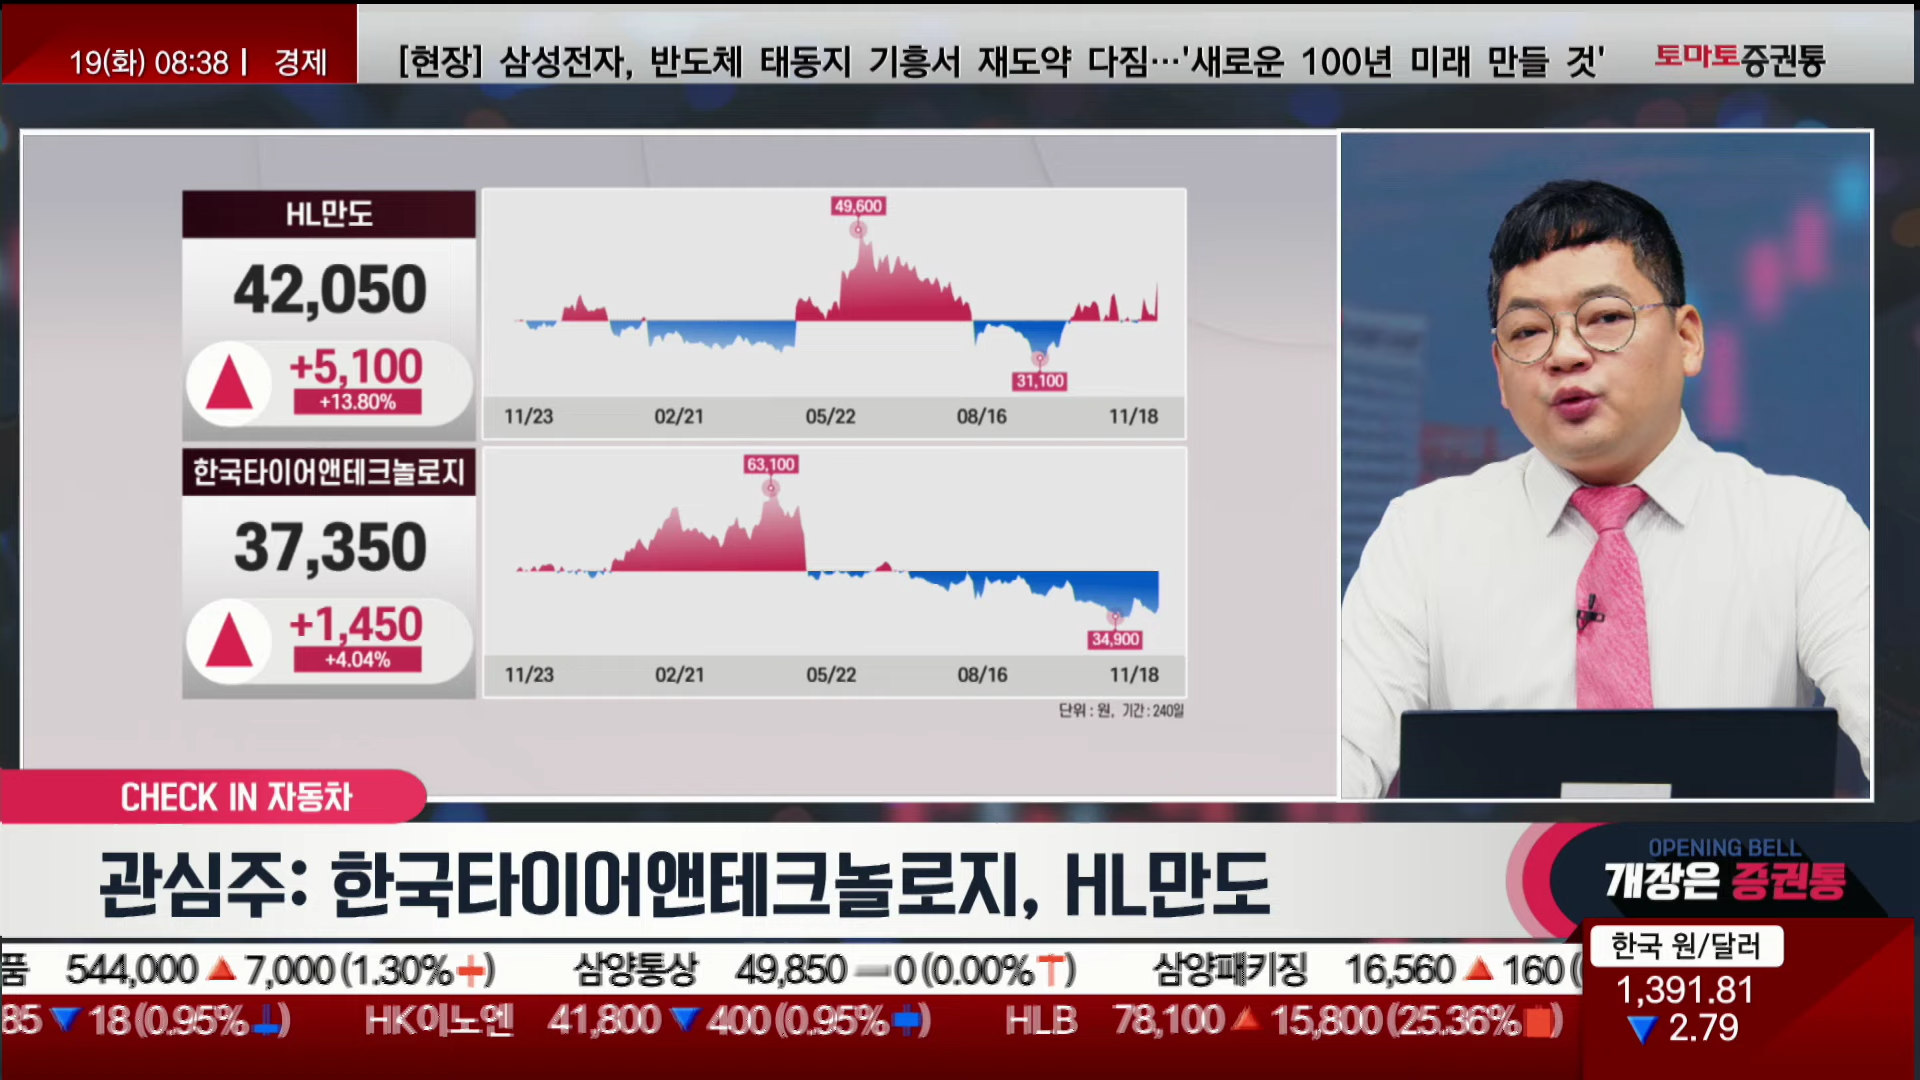 19(화) 08:38 | 경제
[현장] 삼성전자, 반도체 태동지 기흥서 재도약 다짐…'새로운 100년 미래 만들 것'
토마토증권통
HL만도
42,050
+5,100
+13.80%
49,600
31,100
11/23 02/21 05/22 08/16 11/18
한국타이어앤테크놀로지
37,350
+1,450
+4.04%
63,100
34,900
11/23 02/21 05/22 08/16 11/18
단위 : 원, 기간 : 240일
CHECK IN 자동차
관심주: 한국타이어앤테크놀로지, HL만도
OPENING BELL
개장은 증권통
품 544,000 ▲ 7,000 (1.30% ) 삼양통상 49,850 0 (0.00% ) 삼양패키징 16,560 ▲ 160 (
85 ▼ 18 (0.95% ) HK이노엔 41,800 ▼ 400 (0.95% ) HLB 78,100 ▲ 15,800 (25.36% )
한국 원/달러
1,391.81
▼ 2.79